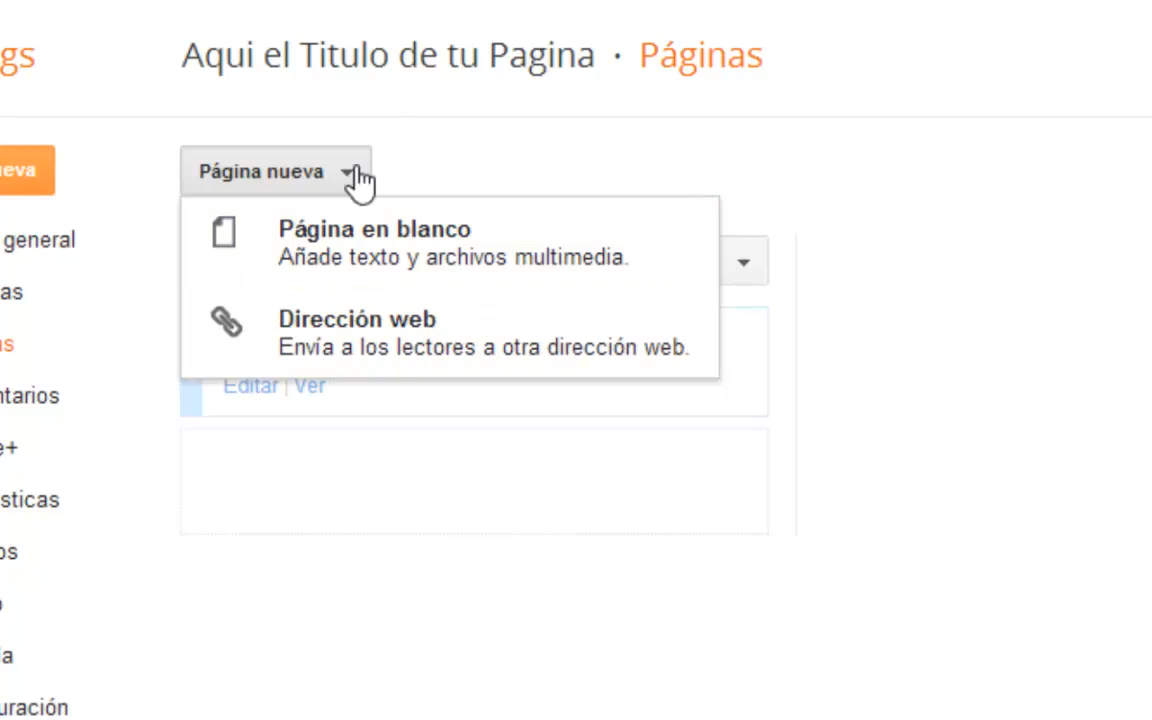 gs
Aqui el Titulo de tu Pagina · Páginas
ueva
Página nueva
general
Página en blanco
Añade texto y archivos multimedia.
as
Dirección web
Envía a los lectores a otra dirección web.
as
Editar | Ver
ntarios
e+
sticas
os
o
la
uración